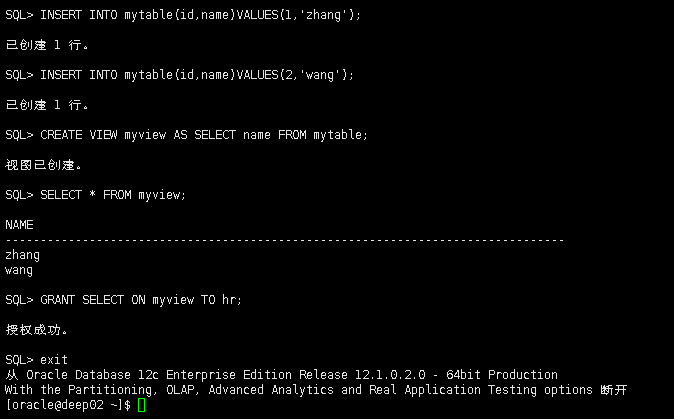 SQL> INSERT INTO mytable(id,name)VALUES(1,'zhang');
已创建 1 行。
SQL> INSERT INTO mytable(id,name)VALUES(2,'wang');
已创建 1 行。
SQL> CREATE VIEW myview AS SELECT name FROM mytable;
视图已创建。
SQL> SELECT * FROM myview;
NAME
--------------------------------------------------------------------------------
zhang
wang
SQL> GRANT SELECT ON myview TO hr;
授权成功。
SQL> exit
从 Oracle Database 12c Enterprise Edition Release 12.1.0.2.0 - 64bit Production
With the Partitioning, OLAP, Advanced Analytics and Real Application Testing options 断开
[oracle@deep02 ~]$